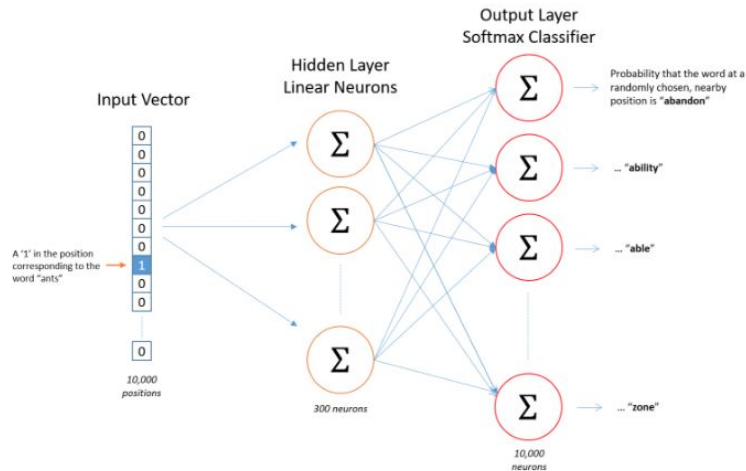 Output Layer
Softmax Classifier
Hidden Layer
Linear Neurons
Input Vector
0
0
0
0
0
0
0
1
0
0
0
A ‘1’ in the position
corresponding to the
word “ants”
10,000
positions
Σ
Σ
Σ
300 neurons
Σ
Σ
Σ
Σ
10,000
neurons
Probability that the word at a
randomly chosen, nearby
position is “abandon”
... “ability”
... “able”
... “zone”